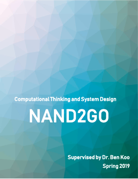 Computational Thinking and System Design
NAND2GO
Supervised by Dr. Ben Koo
Spring 2019